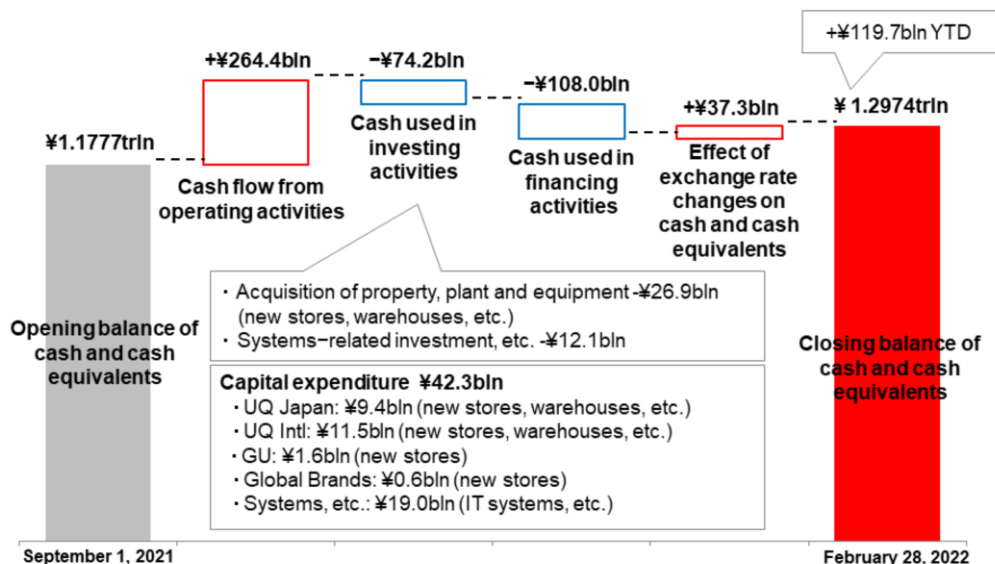 +¥119.7bln YTD
+¥264.4bln
−¥74.2bln
−¥108.0bln
+¥37.3bln
¥ 1.2974trln
¥1.1777trln
Cash flow from
operating activities
Cash used in
investing
activities
Cash used in
financing
activities
Effect of
exchange rate
changes on
cash and cash
equivalents
Opening balance of
cash and cash
equivalents
・ Acquisition of property, plant and equipment -¥26.9bln
(new stores, warehouses, etc.)
・ Systems−related investment, etc. -¥12.1bln
Capital expenditure ¥42.3bln
・ UQ Japan: ¥9.4bln (new stores, warehouses, etc.)
・ UQ Intl: ¥11.5bln (new stores, warehouses, etc.)
・ GU: ¥1.6bln (new stores)
・ Global Brands: ¥0.6bln (new stores)
・ Systems, etc.: ¥19.0bln (IT systems, etc.)
Closing balance of
cash and cash
equivalents
September 1, 2021
February 28, 2022